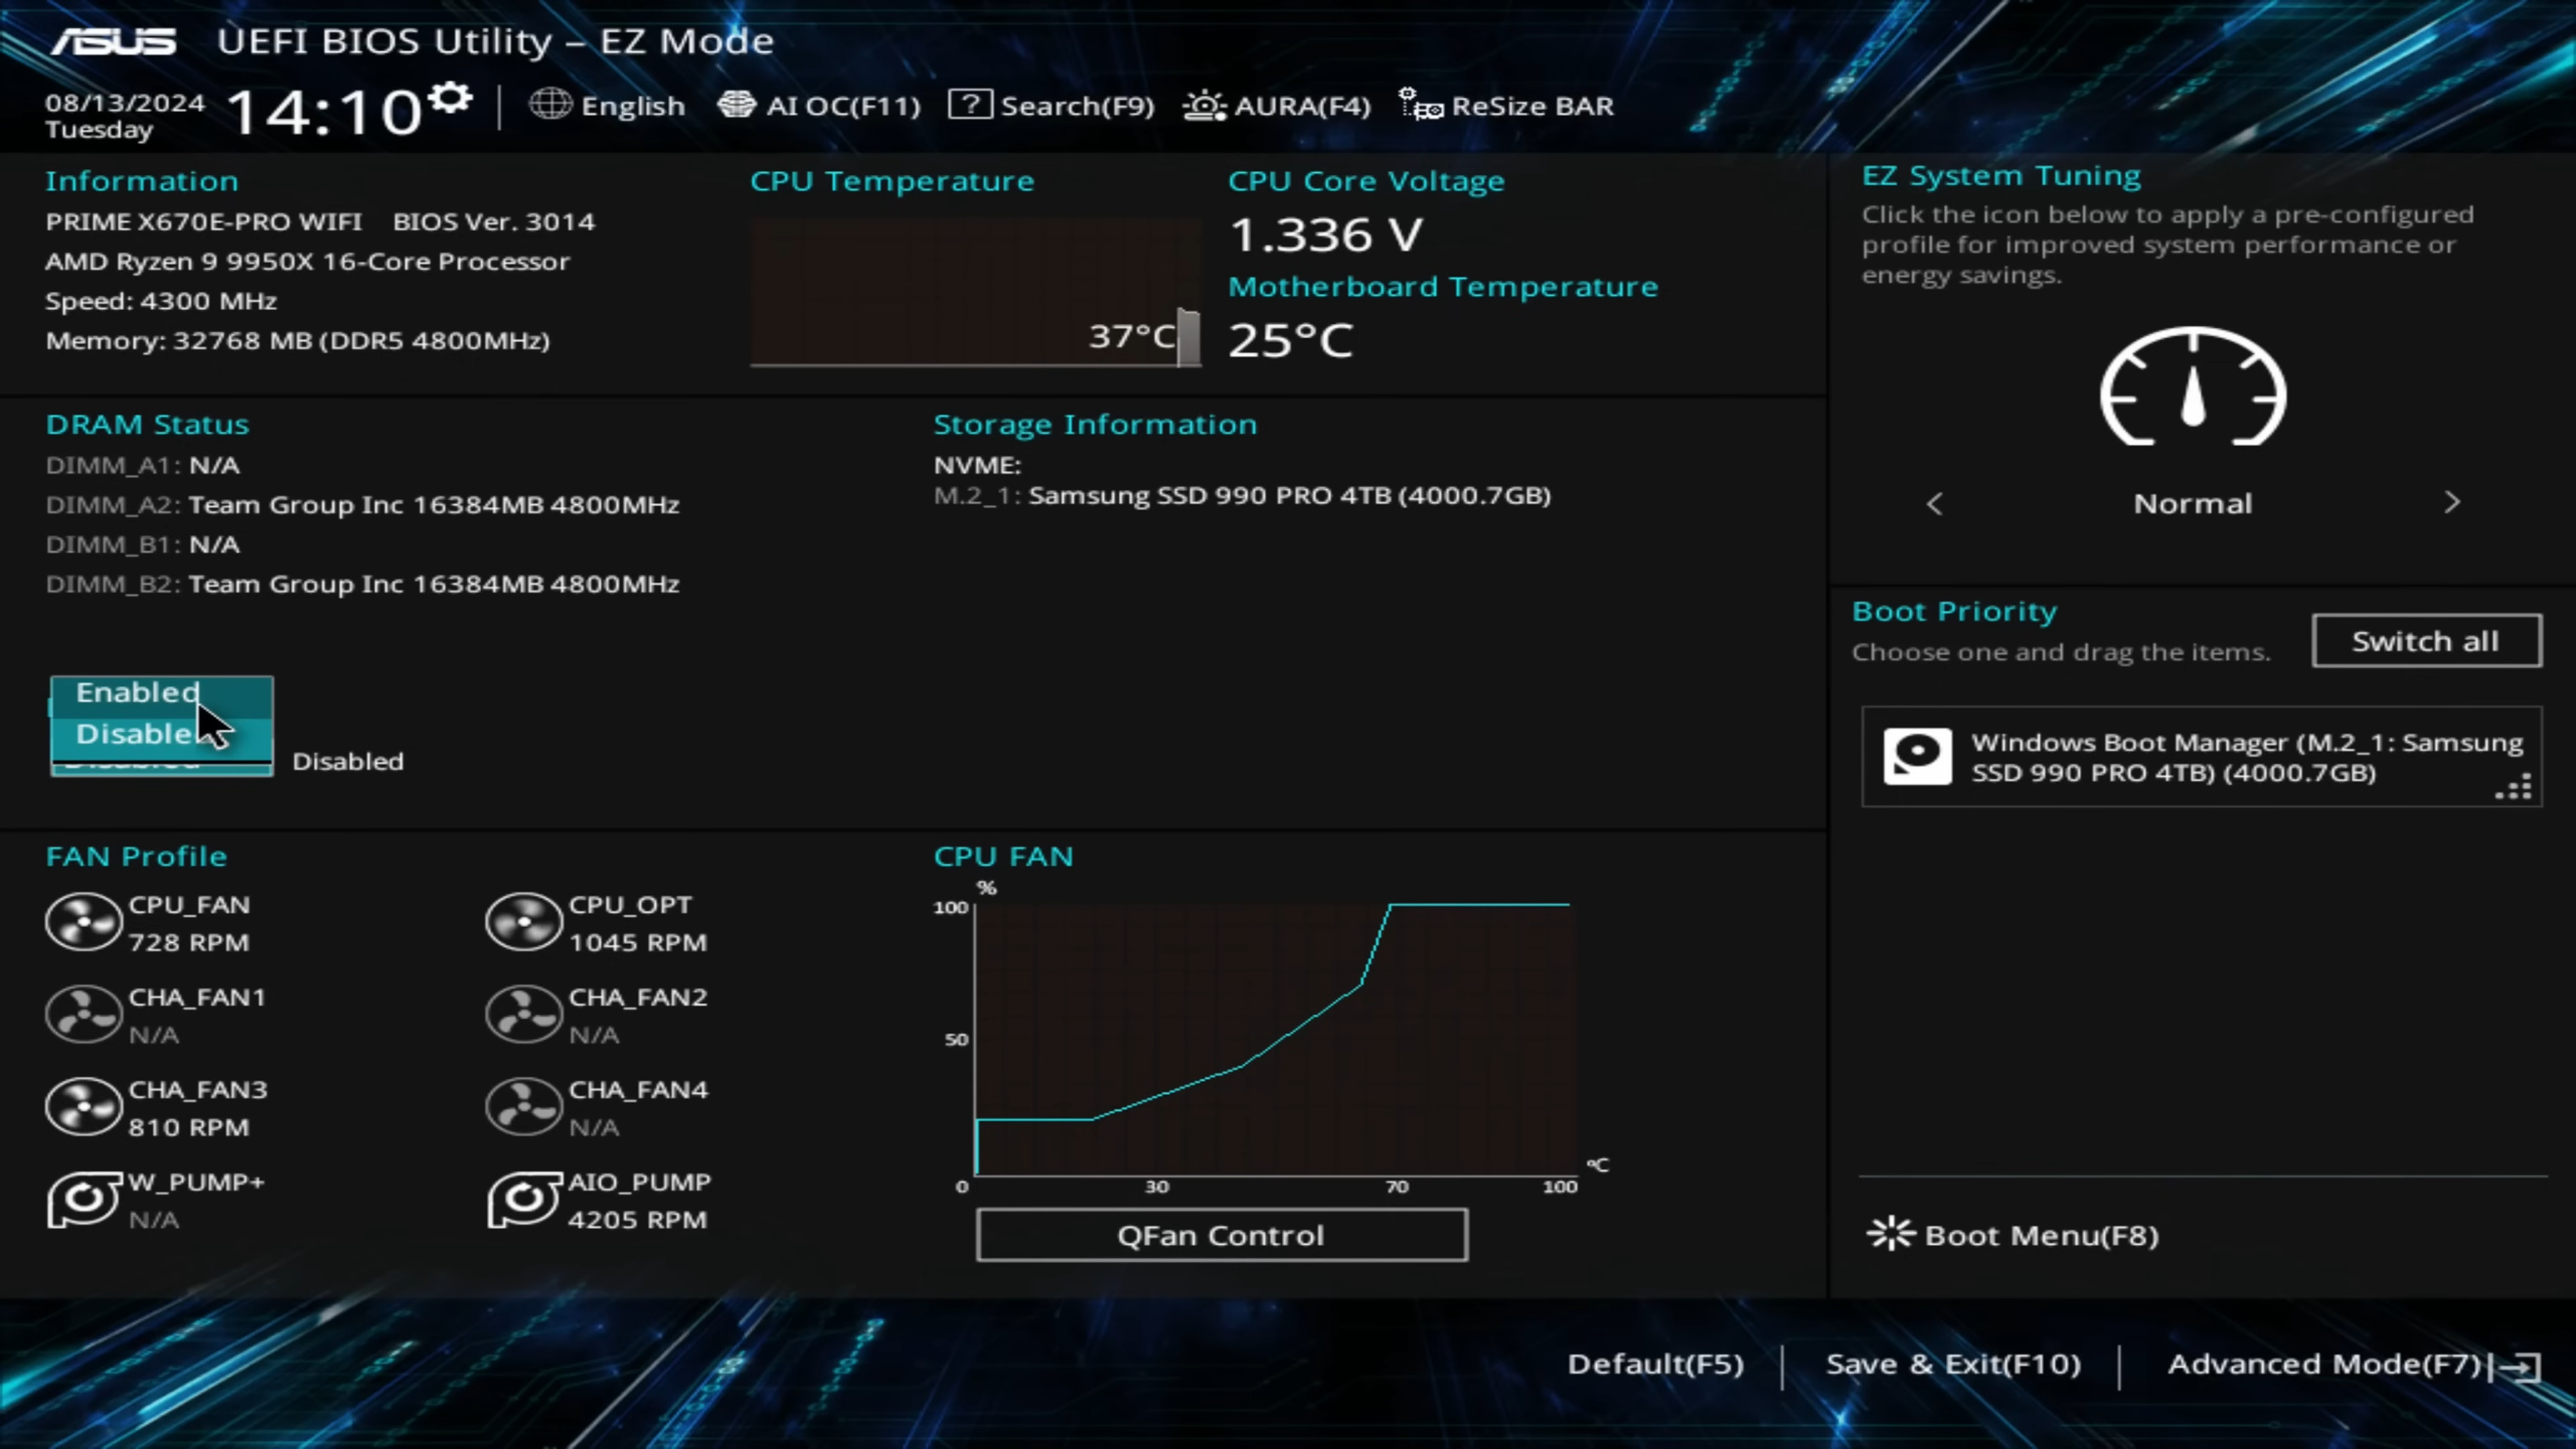 ASUS UEFI BIOS Utility – EZ Mode
08/13/2024
Tuesday
14:10
English
AI OC(F11)
Search(F9)
AURA(F4)
ReSize BAR
Information
PRIME X670E-PRO WIFI BIOS Ver. 3014
AMD Ryzen 9 9950X 16-Core Processor
Speed: 4300 MHz
Memory: 32768 MB (DDR5 4800MHz)
CPU Temperature
37°C
CPU Core Voltage
1.336 V
Motherboard Temperature
25°C
EZ System Tuning
Click the icon below to apply a pre-configured
profile for improved system performance or
energy savings.
Normal
DRAM Status
DIMM_A1: N/A
DIMM_A2: Team Group Inc 16384MB 4800MHz
DIMM_B1: N/A
DIMM_B2: Team Group Inc 16384MB 4800MHz
Storage Information
NVME:
M.2_1: Samsung SSD 990 PRO 4TB (4000.7GB)
Enabled
Disabled
Disabled
Boot Priority
Choose one and drag the items.
Switch all
Windows Boot Manager (M.2_1: Samsung
SSD 990 PRO 4TB) (4000.7GB)
FAN Profile
CPU_FAN
728 RPM
CPU_OPT
1045 RPM
CHA_FAN1
N/A
CHA_FAN2
N/A
CHA_FAN3
810 RPM
CHA_FAN4
N/A
W_PUMP+
N/A
AIO_PUMP
4205 RPM
CPU FAN
%
100
50
0
30
70
100
°C
QFan Control
Boot Menu(F8)
Default(F5)
Save & Exit(F10)
Advanced Mode(F7)